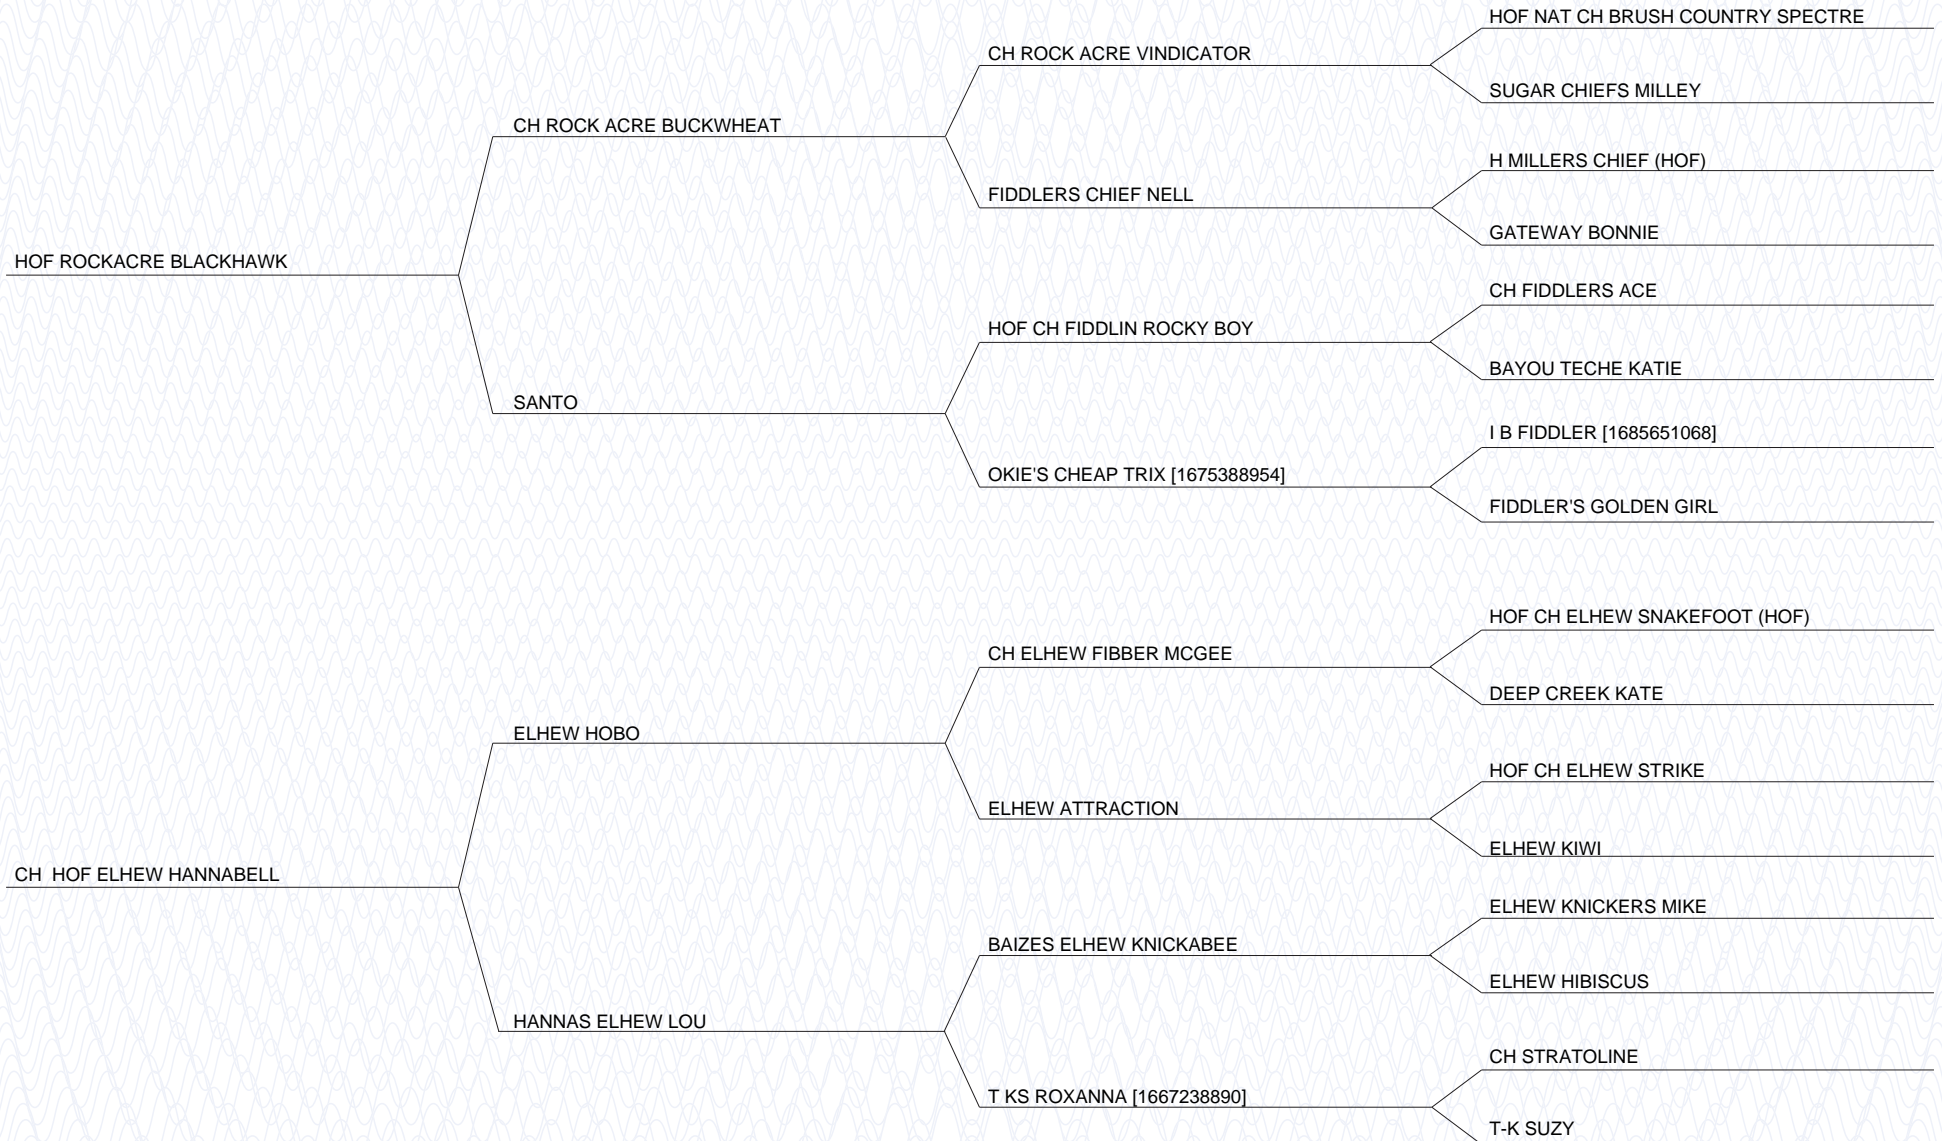 HOF NAT CH BRUSH COUNTRY SPECTRE
CH ROCK ACRE VINDICATOR
SUGAR CHIEFS MILLEY
CH ROCK ACRE BUCKWHEAT
H MILLERS CHIEF (HOF)
FIDDLERS CHIEF NELL
GATEWAY BONNIE
HOF ROCKACRE BLACKHAWK
CH FIDDLERS ACE
HOF CH FIDDLIN ROCKY BOY
BAYOU TECHE KATIE
SANTO
I B FIDDLER [1685651068]
OKIE'S CHEAP TRIX [1675388954]
FIDDLER'S GOLDEN GIRL
HOF CH ELHEW SNAKEFOOT (HOF)
CH ELHEW FIBBER MCGEE
DEEP CREEK KATE
ELHEW HOBO
HOF CH ELHEW STRIKE
ELHEW ATTRACTION
ELHEW KIWI
CH  HOF ELHEW HANNABELL
ELHEW KNICKERS MIKE
BAIZES ELHEW KNICKABEE
ELHEW HIBISCUS
HANNAS ELHEW LOU
CH STRATOLINE
T KS ROXANNA [1667238890]
T-K SUZY